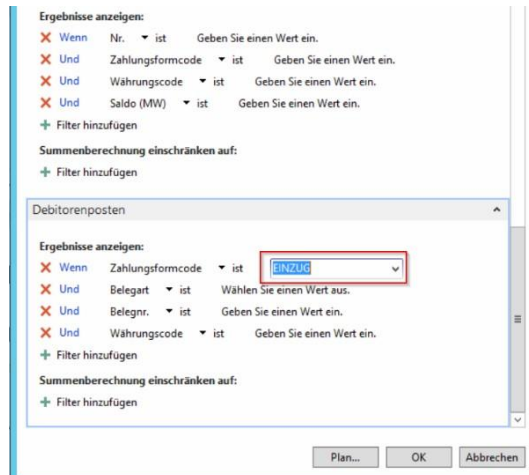 Ergebnisse anzeigen:
Wenn Nr. ist Geben Sie einen Wert ein.
Und Zahlungsformcode ist Geben Sie einen Wert ein.
Und Währungscode ist Geben Sie einen Wert ein.
Und Saldo (MW) ist Geben Sie einen Wert ein.
Filter hinzufügen
Summenberechnung einschränken auf:
Filter hinzufügen
Debitorenposten
Ergebnisse anzeigen:
Wenn Zahlungsformcode ist EINZUG
Und Belegart ist Wählen Sie einen Wert aus.
Und Belegnr. ist Geben Sie einen Wert ein.
Und Währungscode ist Geben Sie einen Wert ein.
Filter hinzufügen
Summenberechnung einschränken auf:
Filter hinzufügen
Plan... OK Abbrechen